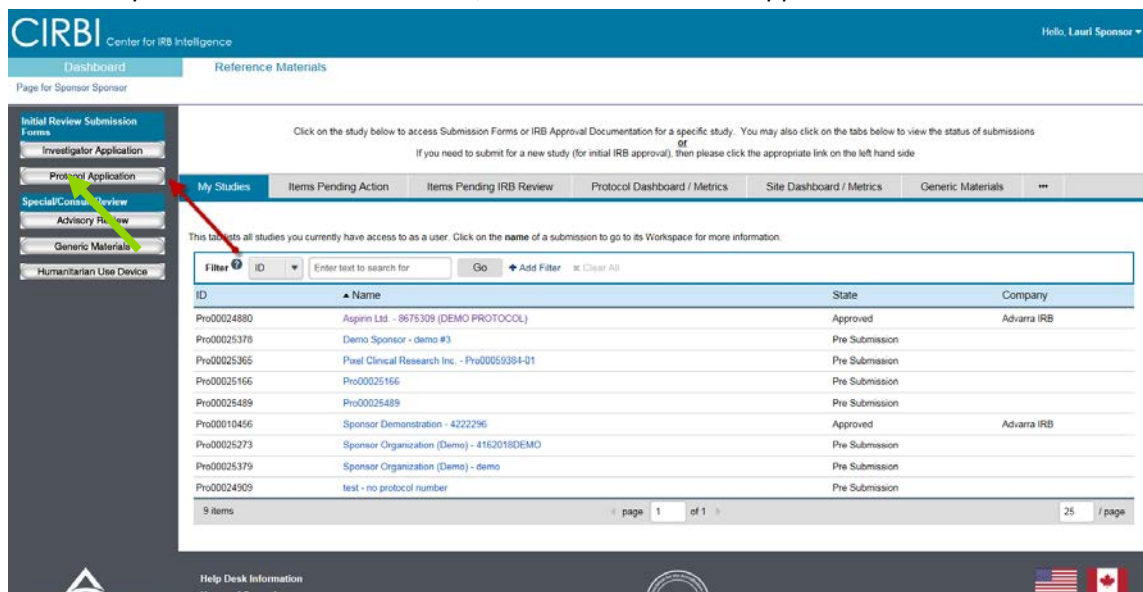 CIRBI Center for IRB Intelligence
Hello, Lauri Sponsor
Dashboard Reference Materials
Page for Sponsor Sponsor
Initial Review Submission
Forms
Investigator Application
Protocol Application
Special/Consult Review
Advisory Review
Generic Materials
Humanitarian Use Device
Click on the study below to access Submission Forms or IRB Approval Documentation for a specific study. You may also click on the tabs below to view the status of submissions
or
If you need to submit for a new study (for initial IRB approval), then please click the appropriate link on the left hand side
My Studies Items Pending Action Items Pending IRB Review Protocol Dashboard / Metrics Site Dashboard / Metrics Generic Materials •••
This tab lists all studies you currently have access to as a user. Click on the name of a submission to go to its Workspace for more information.
Filter ? ID Enter text to search for Go + Add Filter x Clear All
ID Name State Company
Pro00024880 Aspirin Ltd. - 8675309 (DEMO PROTOCOL) Approved Advarra IRB
Pro00025378 Demo Sponsor - demo #3 Pre Submission
Pro00025365 Pixel Clinical Research Inc. - Pro00059384-01 Pre Submission
Pro00025166 Pro00025166 Pre Submission
Pro00025489 Pro00025489 Pre Submission
Pro00010456 Sponsor Demonstration - 4222296 Approved Advarra IRB
Pro00025273 Sponsor Organization (Demo) - 4162018DEMO Pre Submission
Pro00025379 Sponsor Organization (Demo) - demo Pre Submission
Pro00024909 test - no protocol number Pre Submission
9 items page 1 of 1 25 / page
Help Desk Information